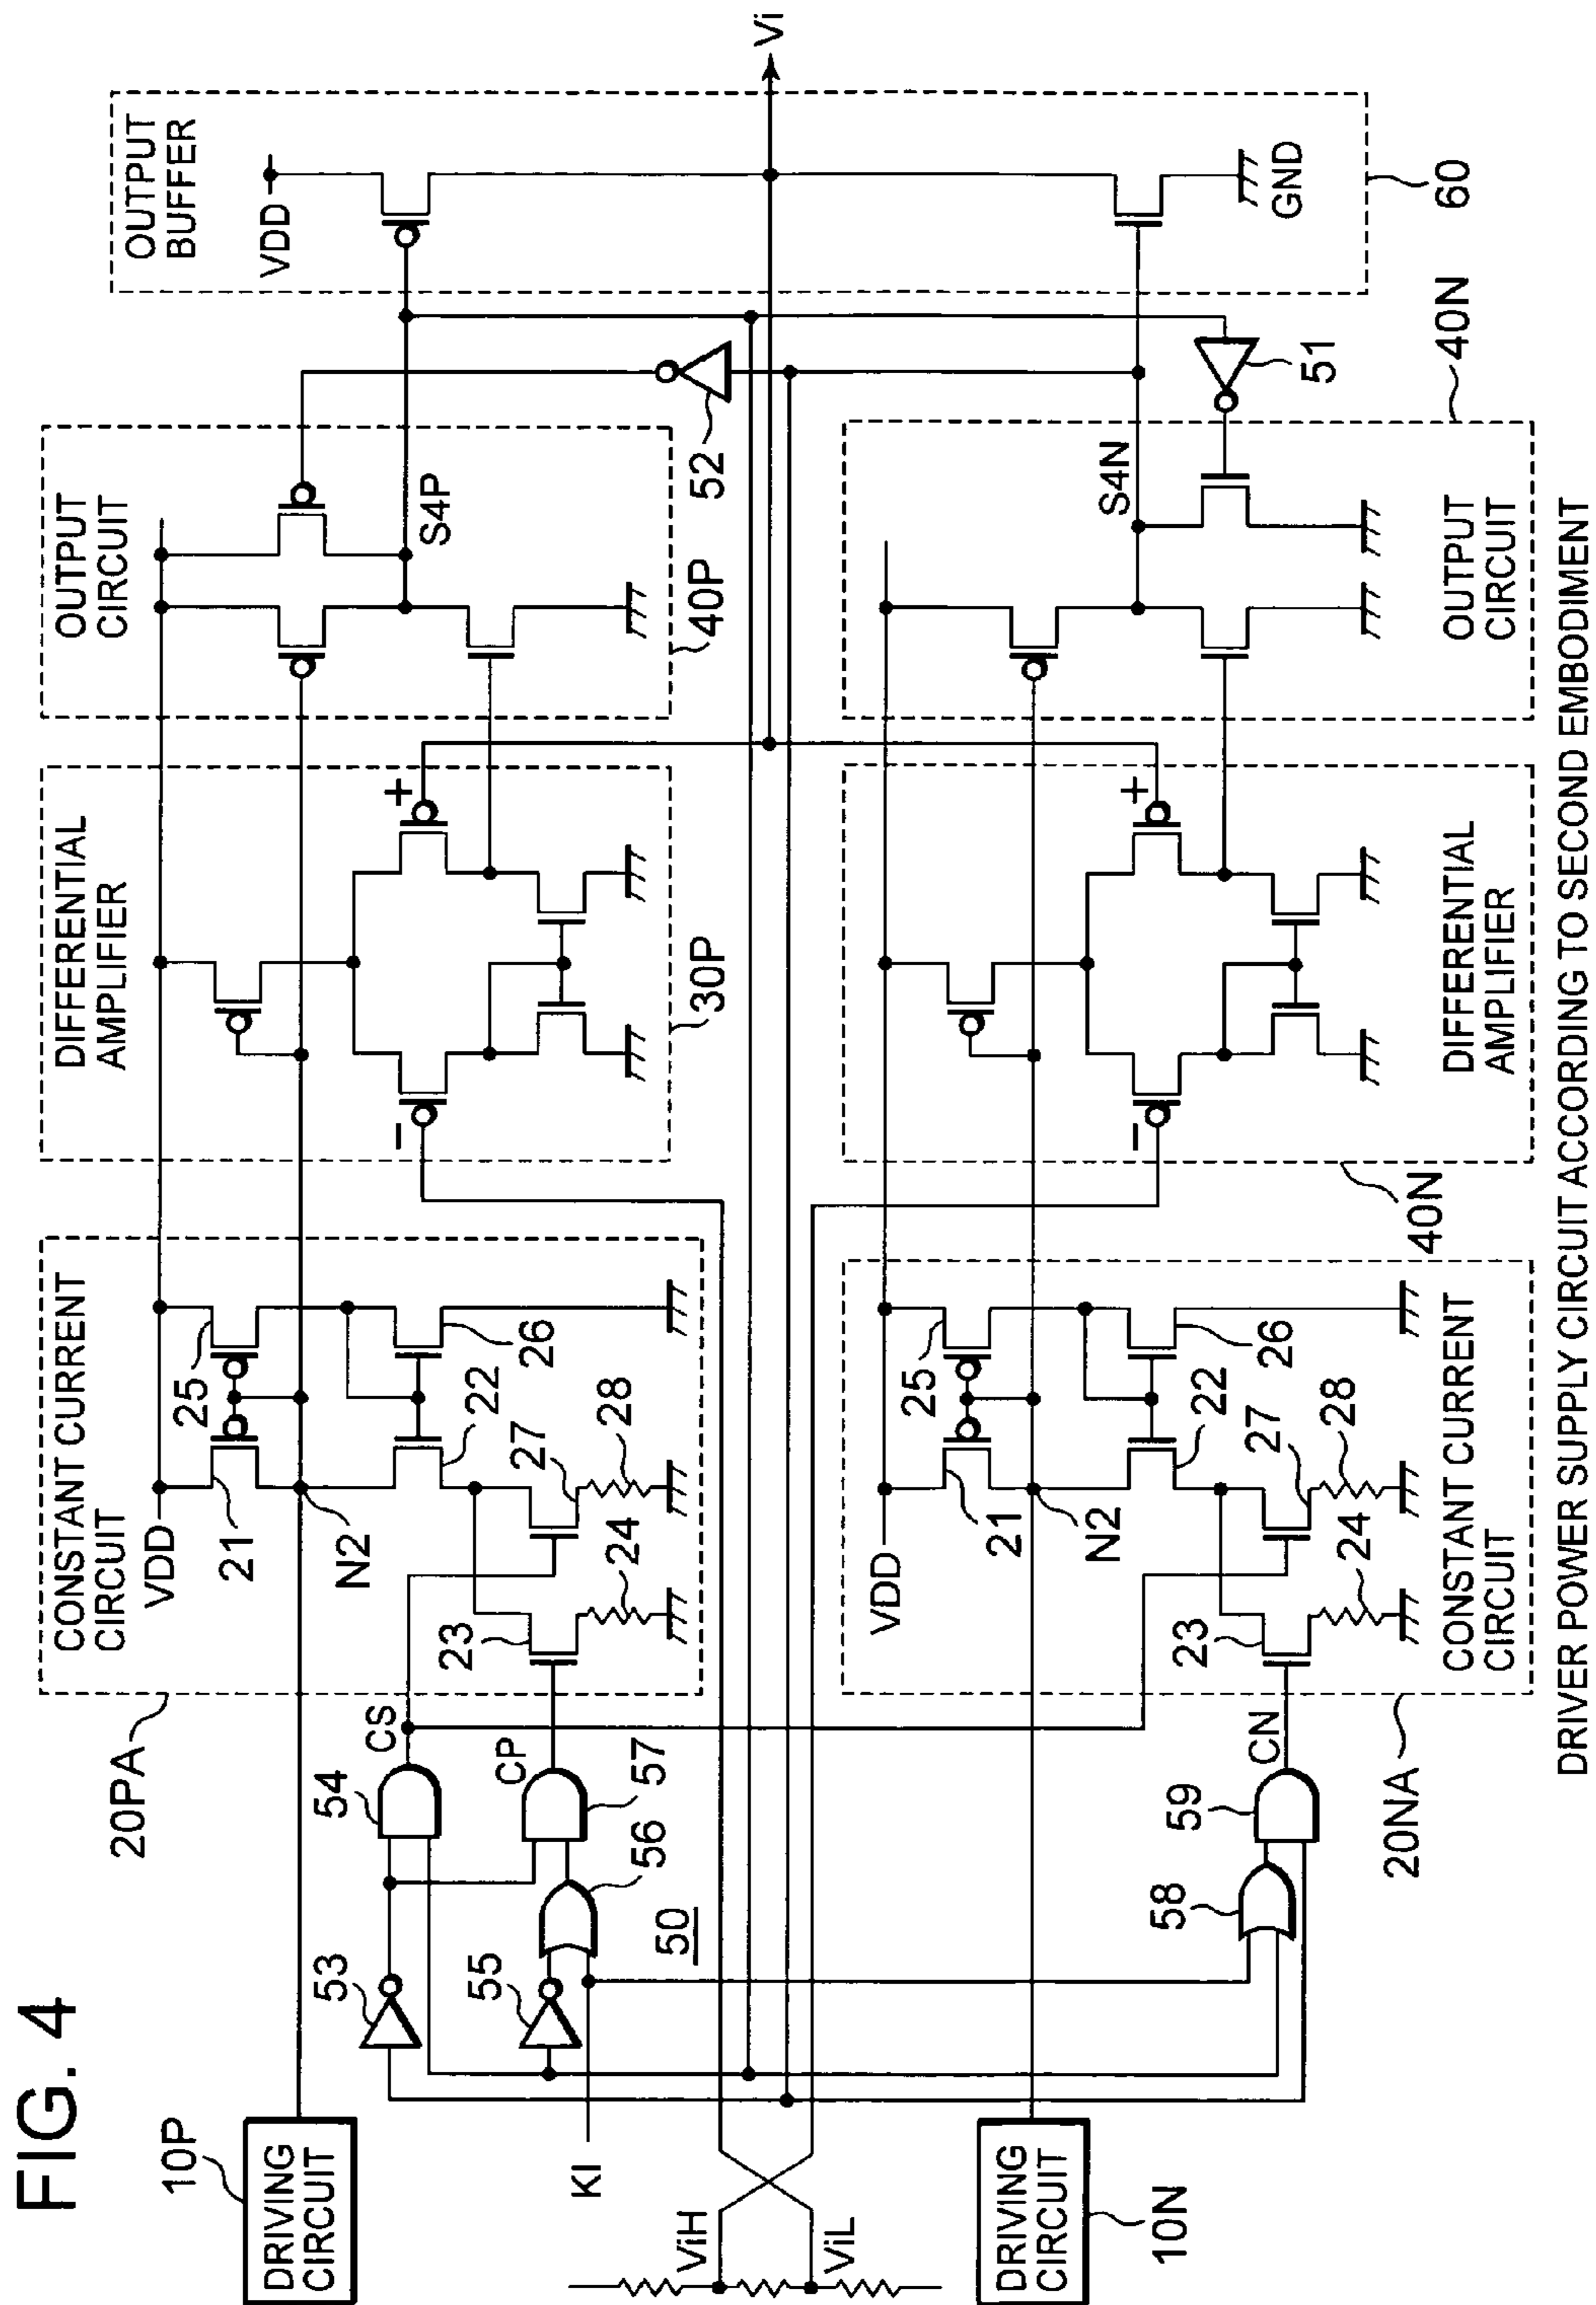 FIG. 4
10P
DRIVING
CIRCUIT
20PA
CONSTANT CURRENT
CIRCUIT
VDD
21
25
N2
22
26
23
27
24
28
DIFFERENTIAL
AMPLIFIER
+
−
30P
OUTPUT
CIRCUIT
S4P
40P
OUTPUT
BUFFER
VDD
Vi
GND
60
52
51
53
54
CS
55
56
57
CP
KI
50
58
59
CN
ViH
ViL
DRIVING
CIRCUIT
10N
20NA
VDD
21
25
N2
22
26
23
27
24
28
CONSTANT CURRENT
CIRCUIT
+
−
DIFFERENTIAL
AMPLIFIER
40N
S4N
OUTPUT
CIRCUIT
40N
DRIVER POWER SUPPLY CIRCUIT ACCORDING TO SECOND EMBODIMENT